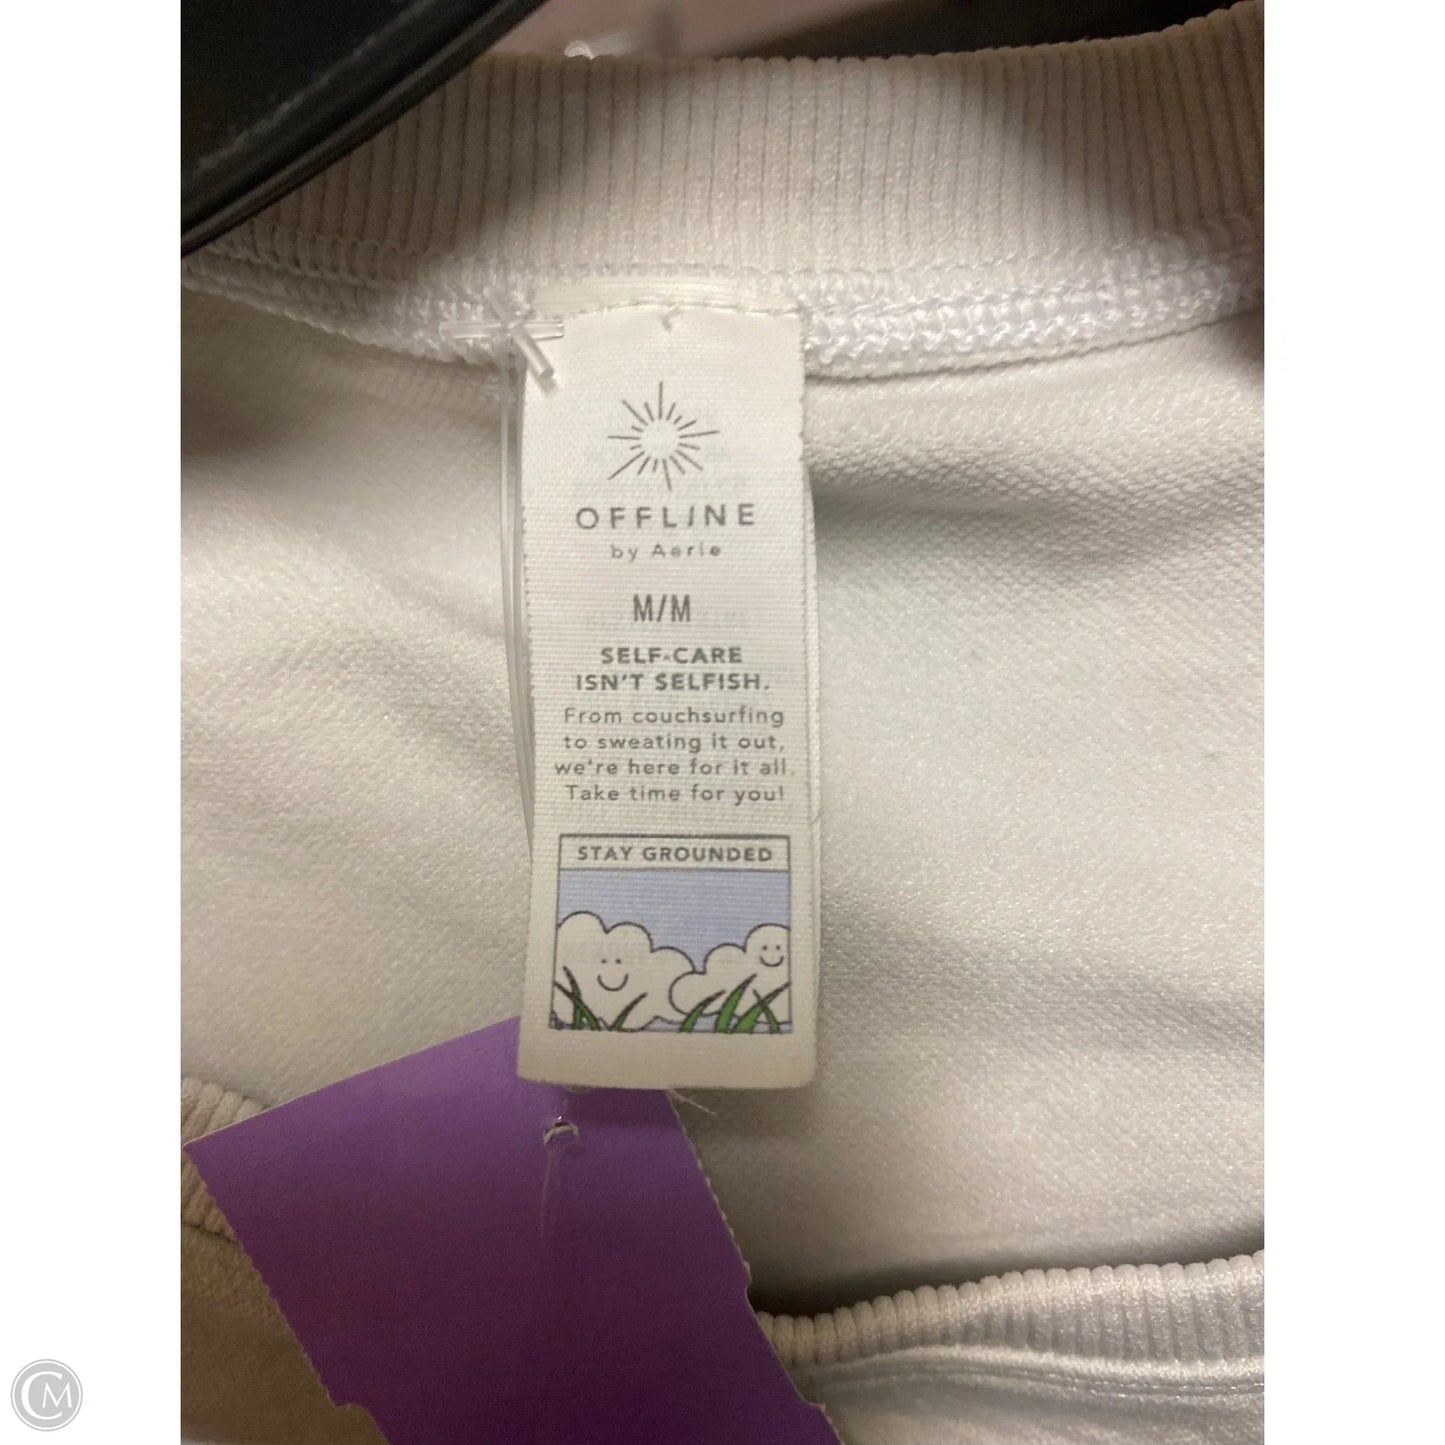 OFFLINE
by Aerie
M/M
SELF-CARE
ISN'T SELFISH.
From couchsurfing
to sweating it out,
we're here for it all.
Take time for you!
STAY GROUNDED
CM